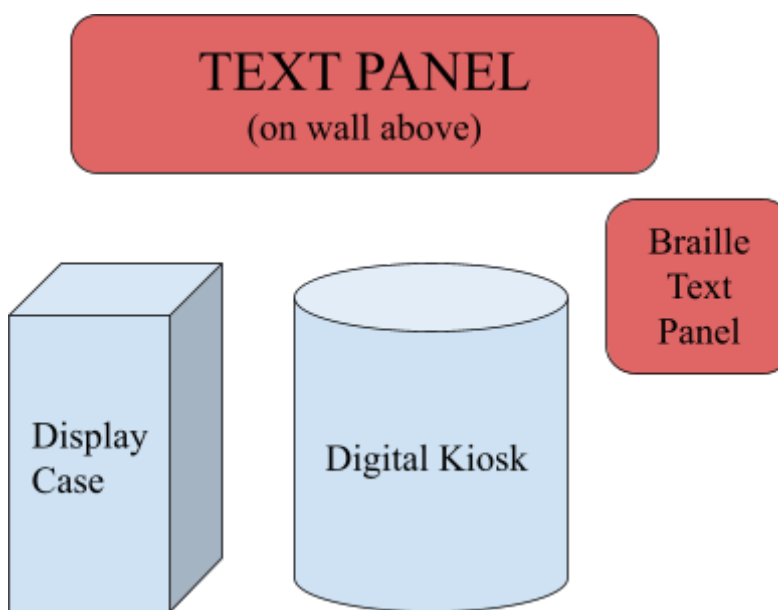 TEXT PANEL
(on wall above)
Braille
Text
Panel
Display
Case
Digital Kiosk